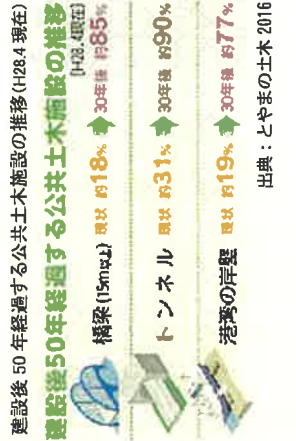 建設後 50 年経過する公共土木施設の推移(H28.4 現在)
建設後50年経過する公共土木施設の推移
[H28.4現在]
橋梁(15m以上) 現状 約18% 30年後 約85%
トンネル 現状 約31% 30年後 約90%
港湾の岸壁 現状 約19% 30年後 約77%
出典:とやまの土木 2016